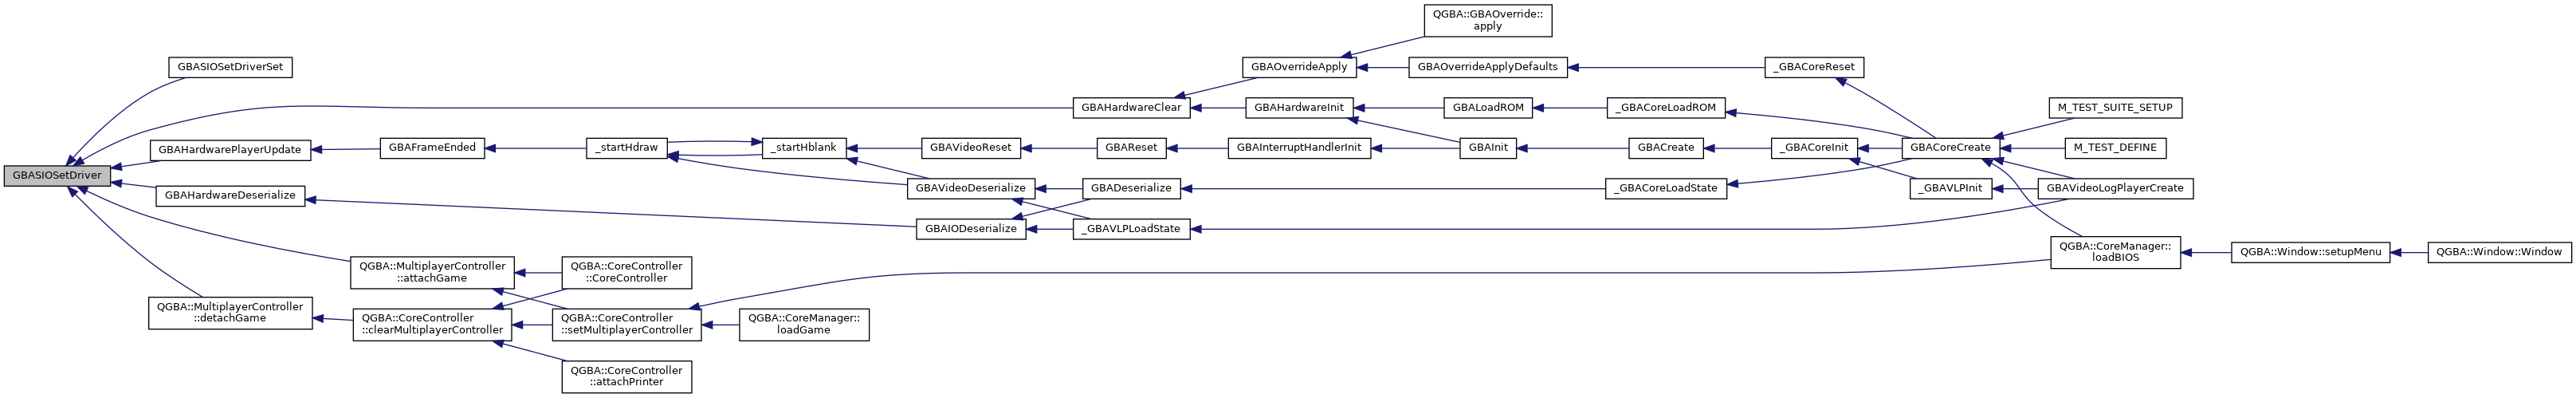 QGBA::GBAOverride::
apply
GBASIOSetDriverSet
GBAOverrideApply
GBAOverrideApplyDefaults
_GBACoreReset
GBAHardwareClear
GBAHardwareInit
GBALoadROM
_GBACoreLoadROM
M_TEST_SUITE_SETUP
GBAHardwarePlayerUpdate
GBAFrameEnded
_startHdraw
_startHblank
GBAVideoReset
GBAReset
GBAInterruptHandlerInit
GBAInit
GBACreate
_GBACoreInit
GBACoreCreate
M_TEST_DEFINE
GBASIOSetDriver
GBAHardwareDeserialize
GBAVideoDeserialize
GBADeserialize
_GBACoreLoadState
_GBAVLPInit
GBAVideoLogPlayerCreate
GBAIODeserialize
_GBAVLPLoadState
QGBA::CoreManager::
loadBIOS
QGBA::Window::setupMenu
QGBA::Window::Window
QGBA::MultiplayerController
::attachGame
QGBA::CoreController
::CoreController
QGBA::MultiplayerController
::detachGame
QGBA::CoreController
::clearMultiplayerController
QGBA::CoreController
::setMultiplayerController
QGBA::CoreManager::
loadGame
QGBA::CoreController
::attachPrinter